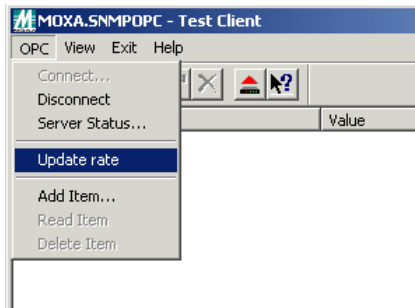 MOXA.SNMPOPC - Test Client
OPC View Exit Help
Connect...
Disconnect
Server Status...
Value
Update rate
Add Item...
Read Item
Delete Item